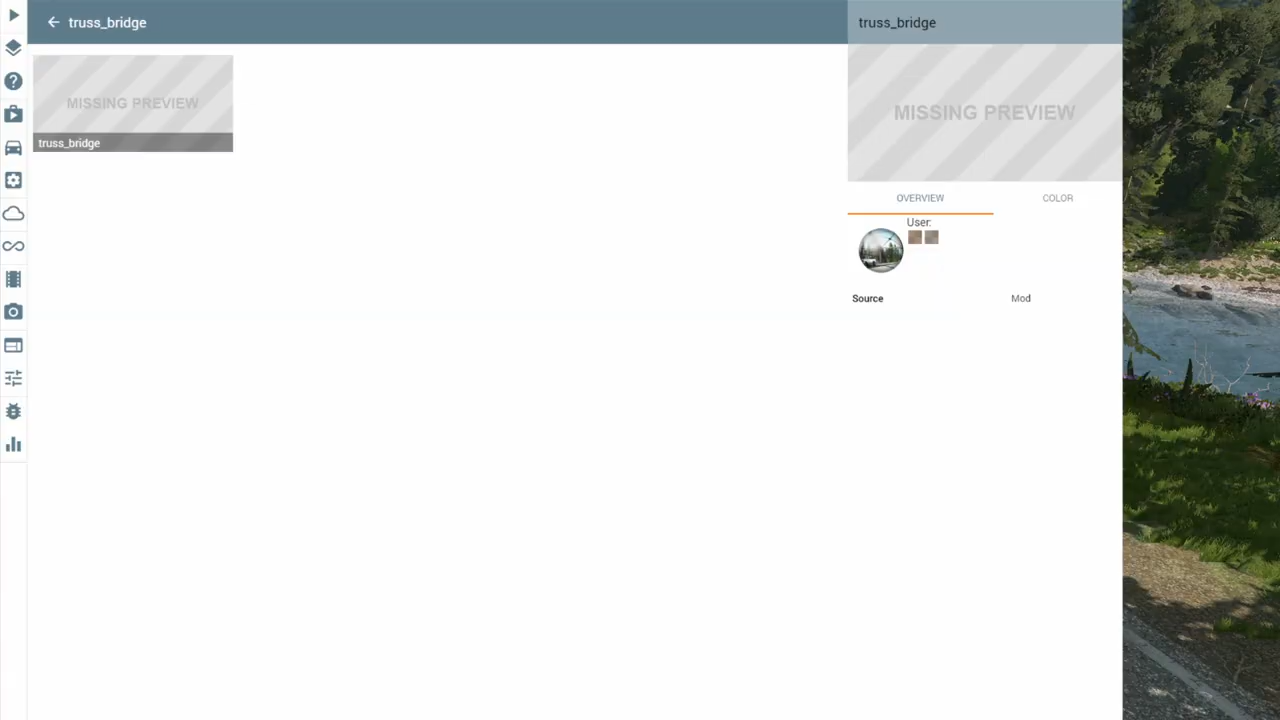 truss_bridge
truss_bridge
MISSING PREVIEW
truss_bridge
MISSING PREVIEW
OVERVIEW
COLOR
User:
Source
Mod